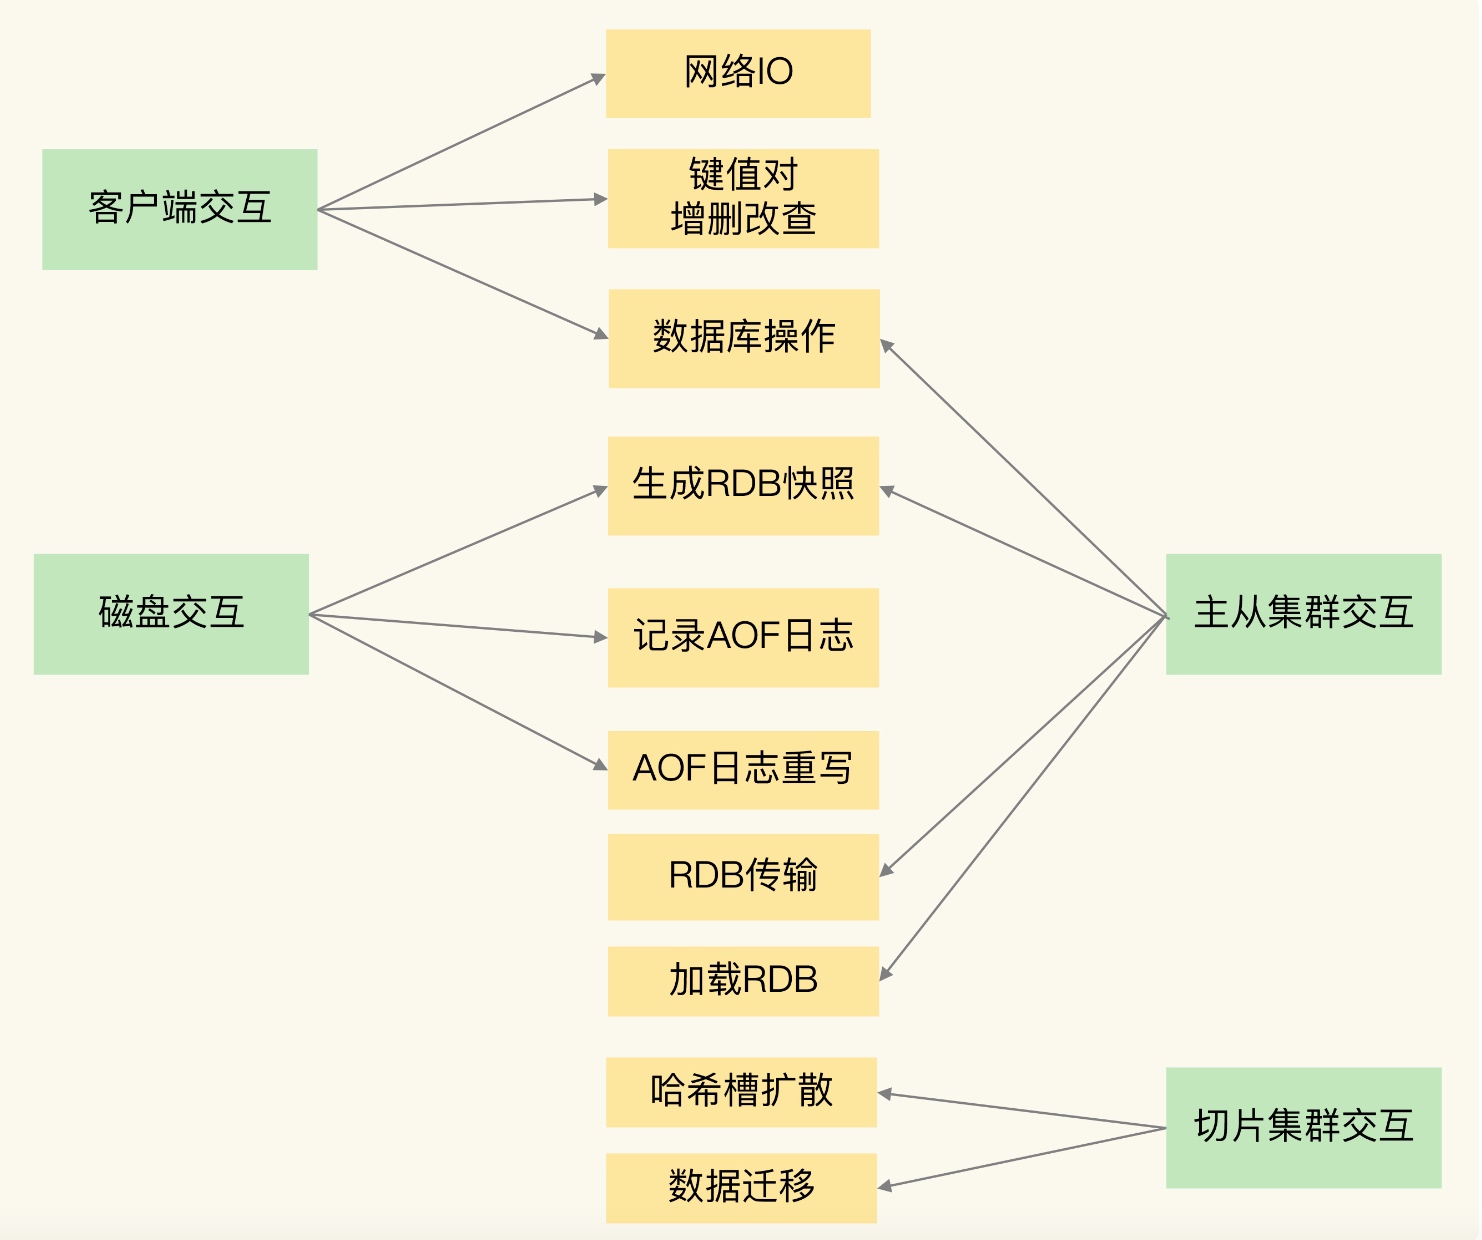 网络IO
客户端交互
键值对
增删改查
数据库操作
生成RDB快照
磁盘交互
记录AOF日志
主从集群交互
AOF日志重写
RDB传输
加载RDB
哈希槽扩散
切片集群交互
数据迁移